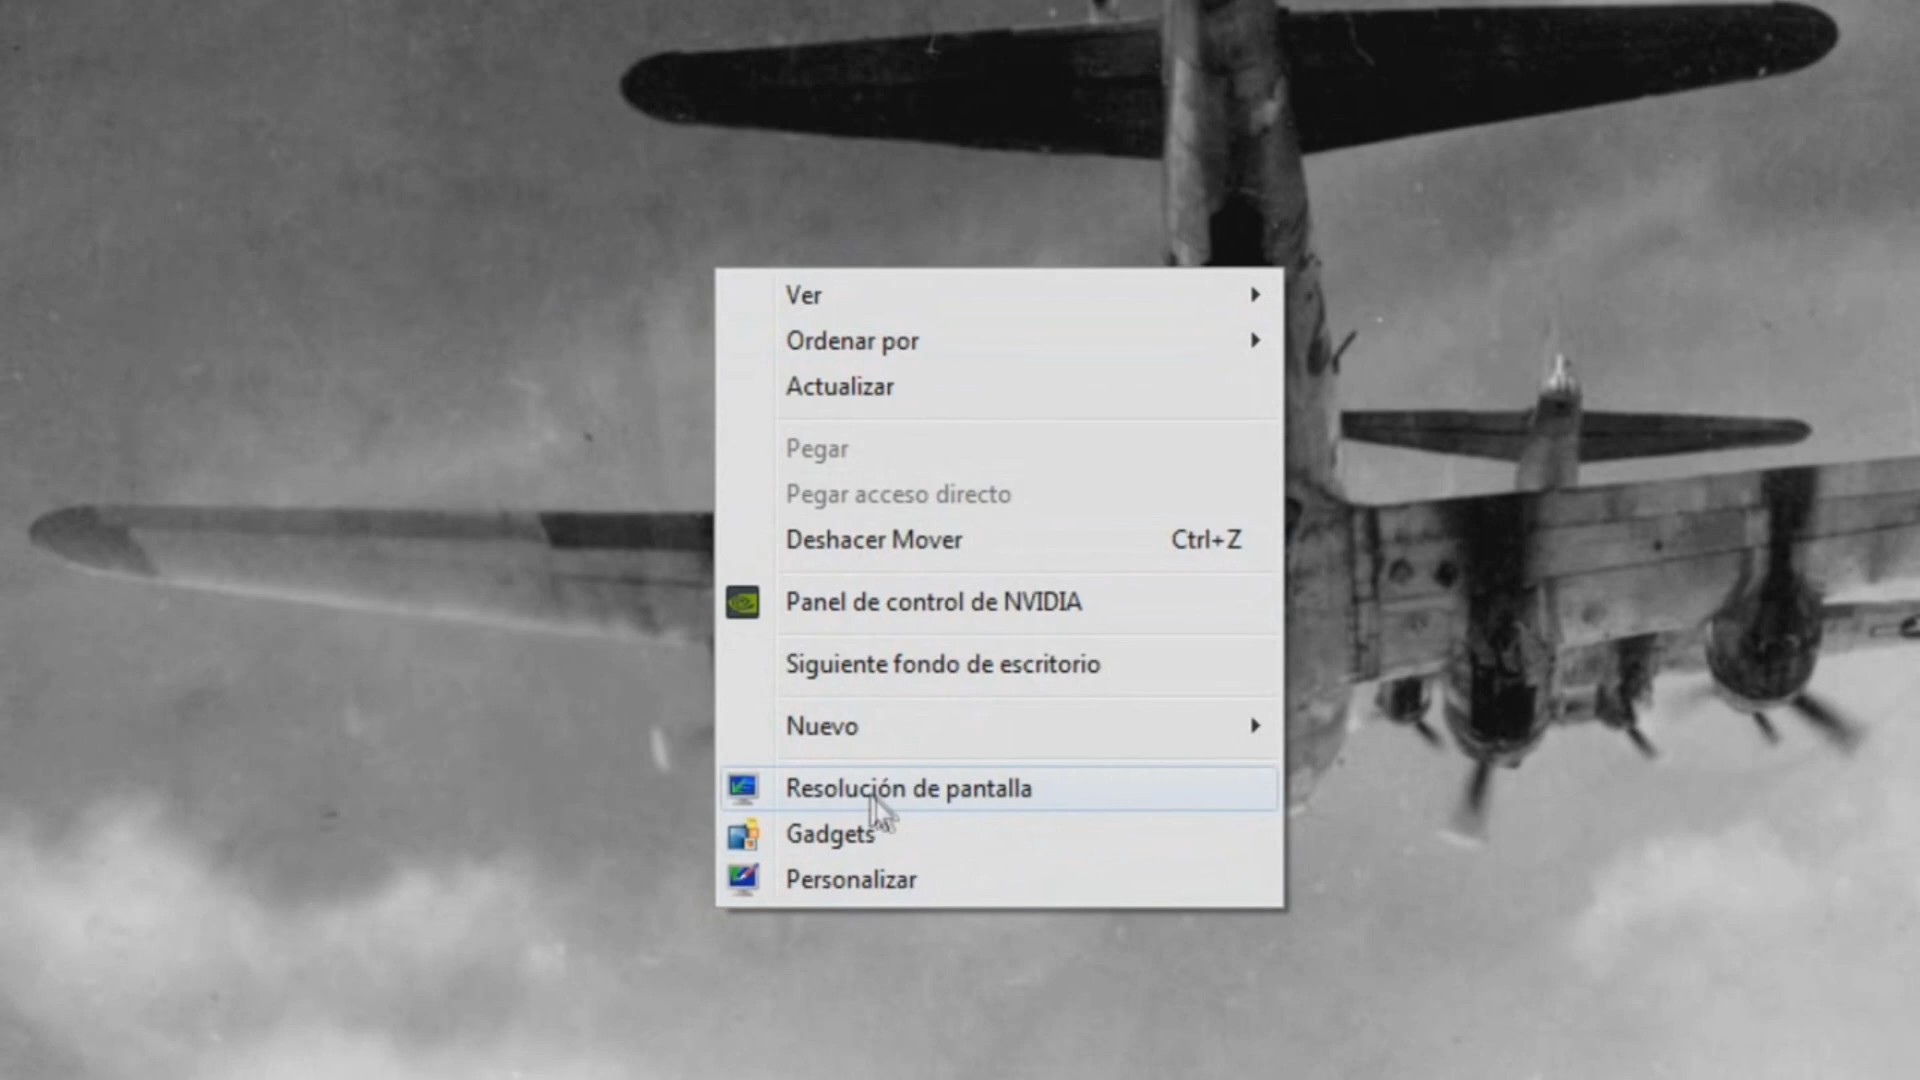 Ver
Ordenar por
Actualizar
Pegar
Pegar acceso directo
Deshacer Mover Ctrl+Z
Panel de control de NVIDIA
Siguiente fondo de escritorio
Nuevo
Resolución de pantalla
Gadgets
Personalizar